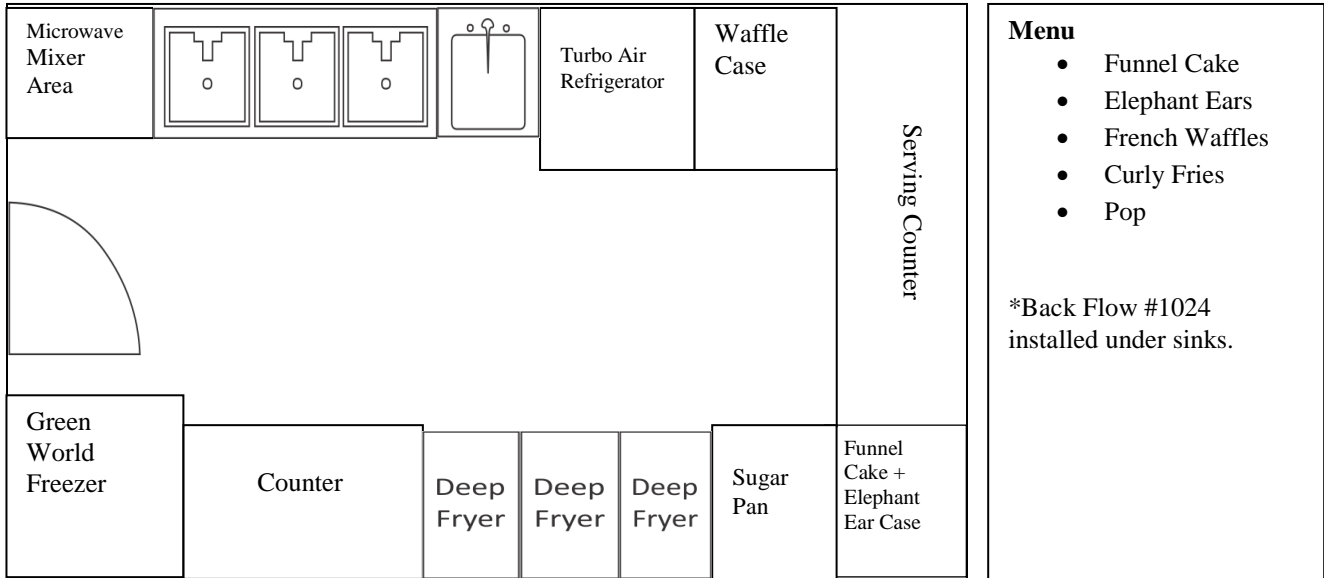 Microwave
Mixer
Area
Turbo Air
Refrigerator
Waffle
Case
Serving Counter
Green
World
Freezer
Counter
Deep
Fryer
Deep
Fryer
Deep
Fryer
Sugar
Pan
Funnel
Cake +
Elephant
Ear Case
Menu
• Funnel Cake
• Elephant Ears
• French Waffles
• Curly Fries
• Pop
*Back Flow #1024
installed under sinks.